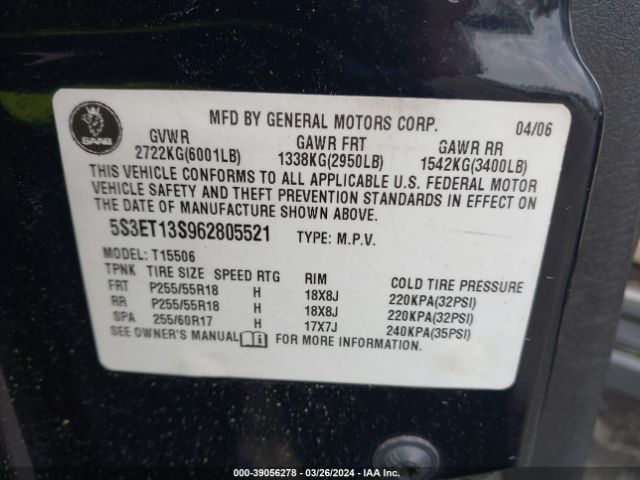 SAAB
MFD BY GENERAL MOTORS CORP. 04/06
GVWR GAWR FRT GAWR RR
2722KG(6001LB) 1338KG(2950LB) 1542KG(3400LB)
THIS VEHICLE CONFORMS TO ALL APPLICABLE U.S. FEDERAL MOTOR
VEHICLE SAFETY AND THEFT PREVENTION STANDARDS IN EFFECT ON
THE DATE OF MANUFACTURE SHOWN ABOVE.
5S3ET13S962805521 TYPE: M.P.V.
MODEL: T15506
TPNK TIRE SIZE SPEED RTG RIM COLD TIRE PRESSURE
FRT P255/55R18 H 18X8J 220KPA(32PSI)
RR P255/55R18 H 18X8J 220KPA(32PSI)
SPA 255/60R17 H 17X7J 240KPA(35PSI)
SEE OWNER'S MANUAL i FOR MORE INFORMATION.
000-39056278 - 03/26/2024 - IAA Inc.